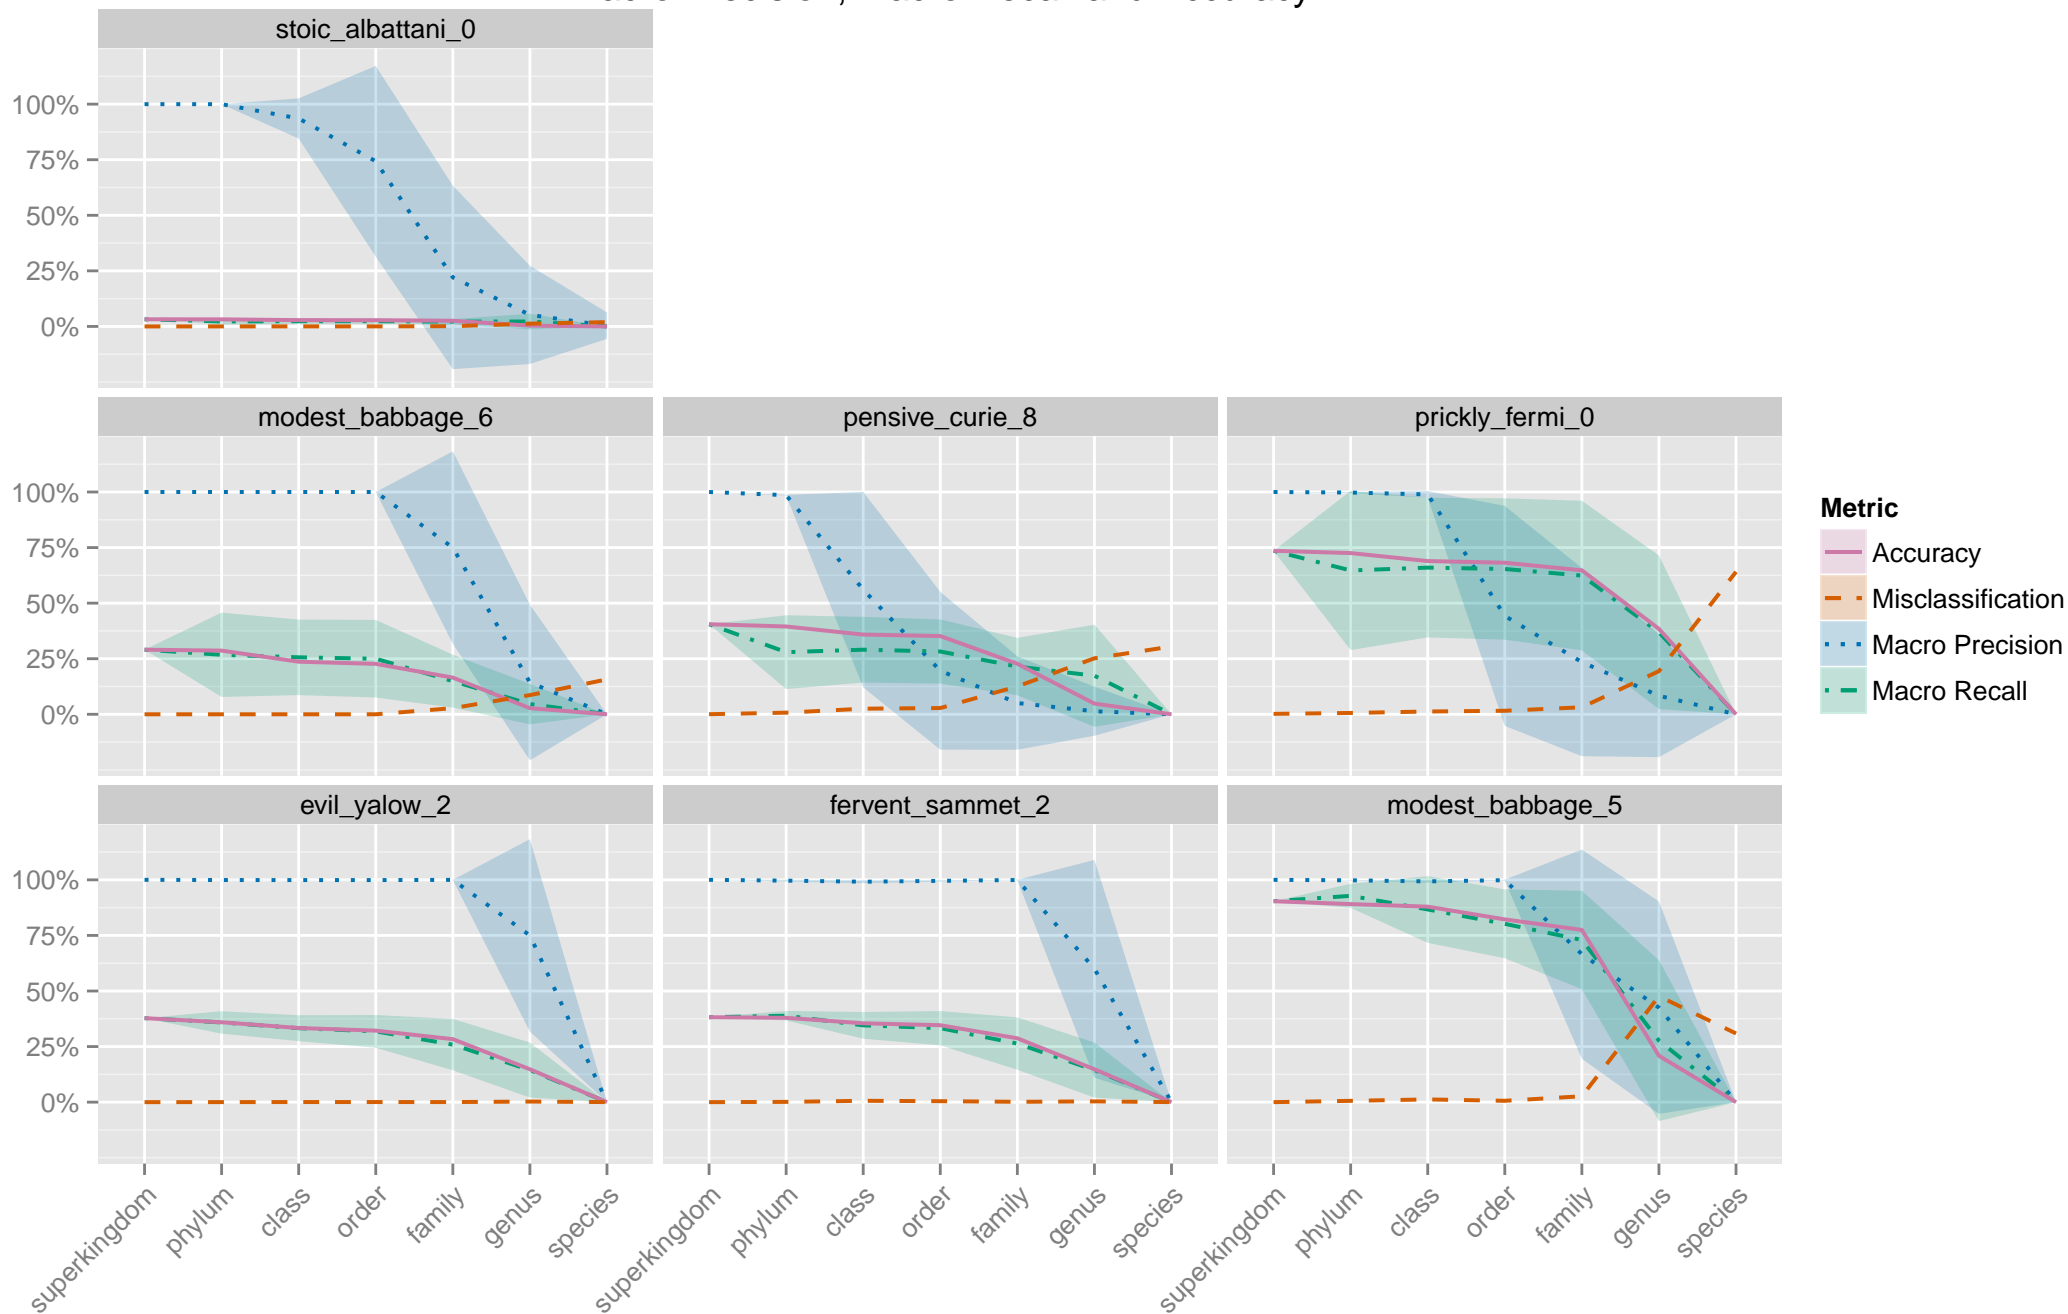 stoic_albattani_0
100%
75%
50%
25%
0%
modest_babbage_6
pensive_curie_8
prickly_fermi_0
100%
75%
50%
25%
0%
Metric
Accuracy
Misclassification
Macro Precision
Macro Recall
evil_yalow_2
fervent_sammet_2
modest_babbage_5
100%
75%
50%
25%
0%
superkingdom
phylum
class
order
family
genus
species
superkingdom
phylum
class
order
family
genus
species
superkingdom
phylum
class
order
family
genus
species